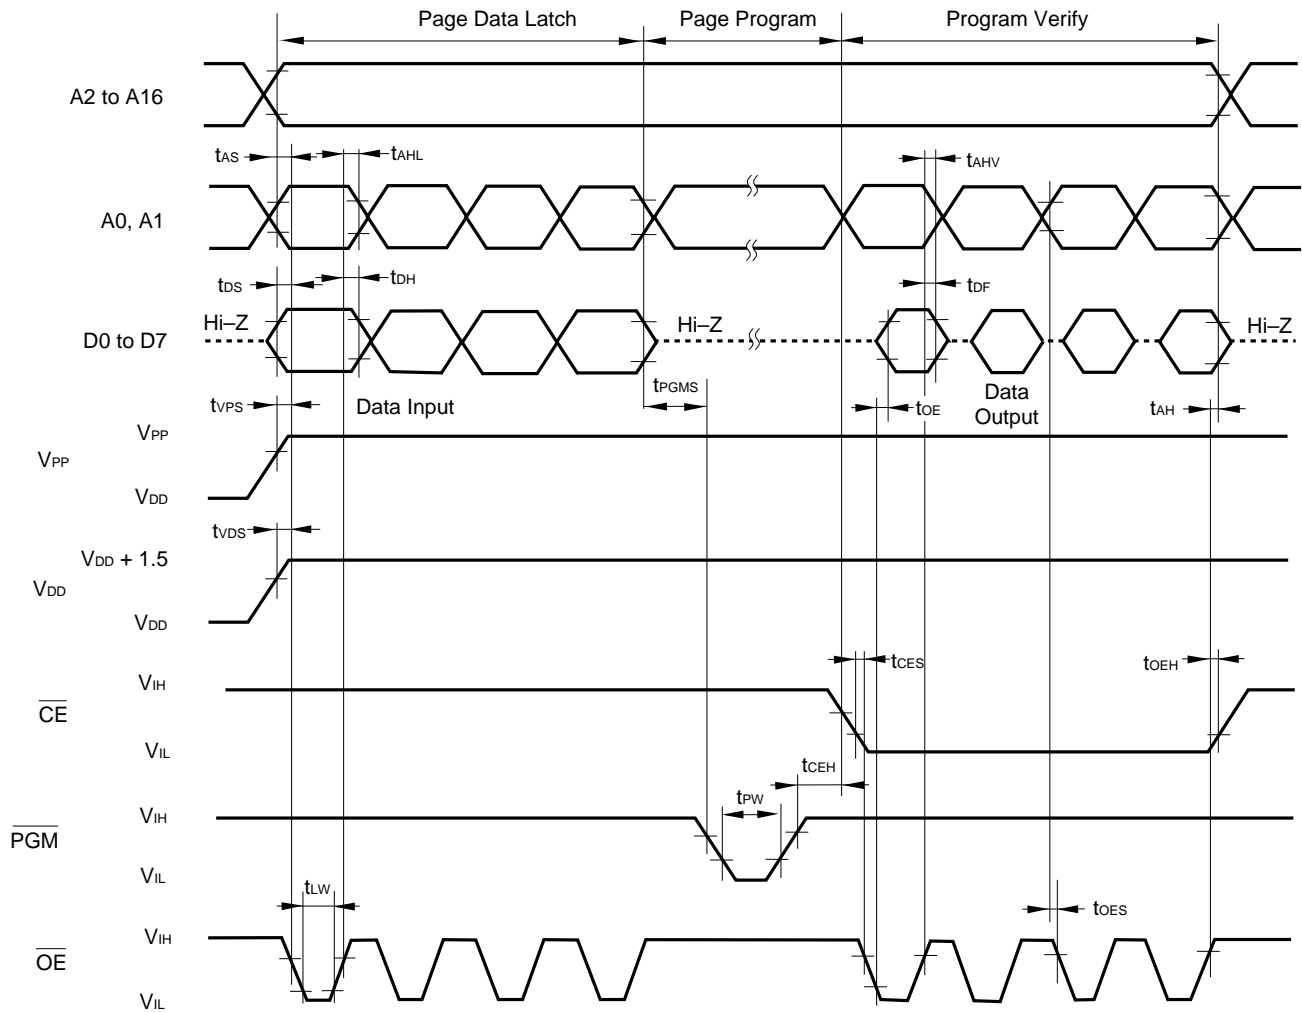 Page Data Latch Page Program Program Verify
A2 to A16
tAS tAHL tAHV
A0, A1
tDS tDH tDF
Hi–Z Hi–Z Hi–Z
D0 to D7
tPGMS
tVPS Data Input tOE Data Output tAH
VPP
VPP
VDD
tVDS
VDD + 1.5
VDD
VDD
tCES tOEH
VIH
CE
VIL
tCEH
tPW
VIH
PGM
VIL
tLW
tOES
VIH
OE
VIL